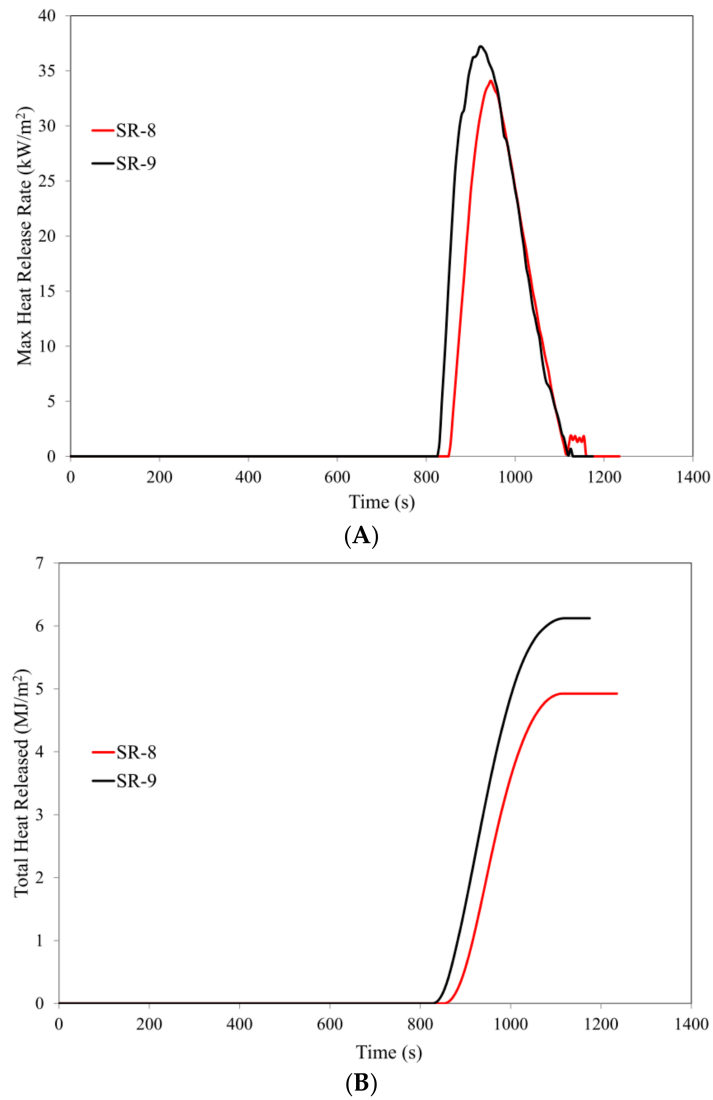 40
35
30
25
20
15
10
5
0
Max Heat Release Rate (kW/m²)
SR-8
SR-9
0 200 400 600 800 1000 1200 1400
Time (s)
(A)
7
6
5
4
3
2
1
0
Total Heat Released (MJ/m²)
SR-8
SR-9
0 200 400 600 800 1000 1200 1400
Time (s)
(B)